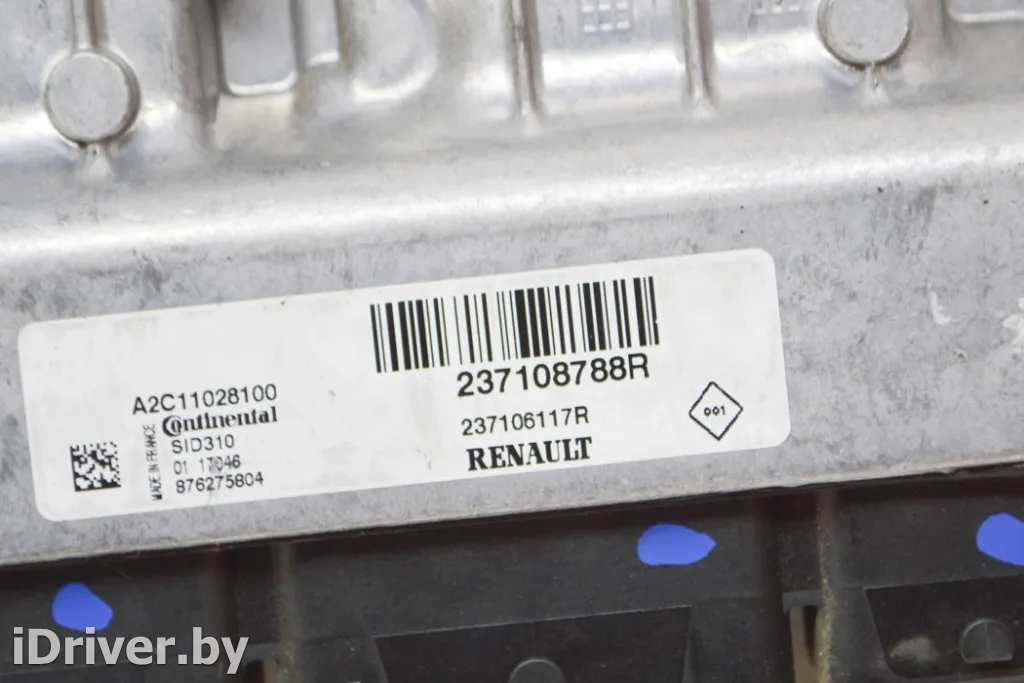 237108788R
237106117R
RENAULT
001
A2C11028100
Continental
SID310
01 17046
876275804
MADE IN FRANCE
iDriver.by